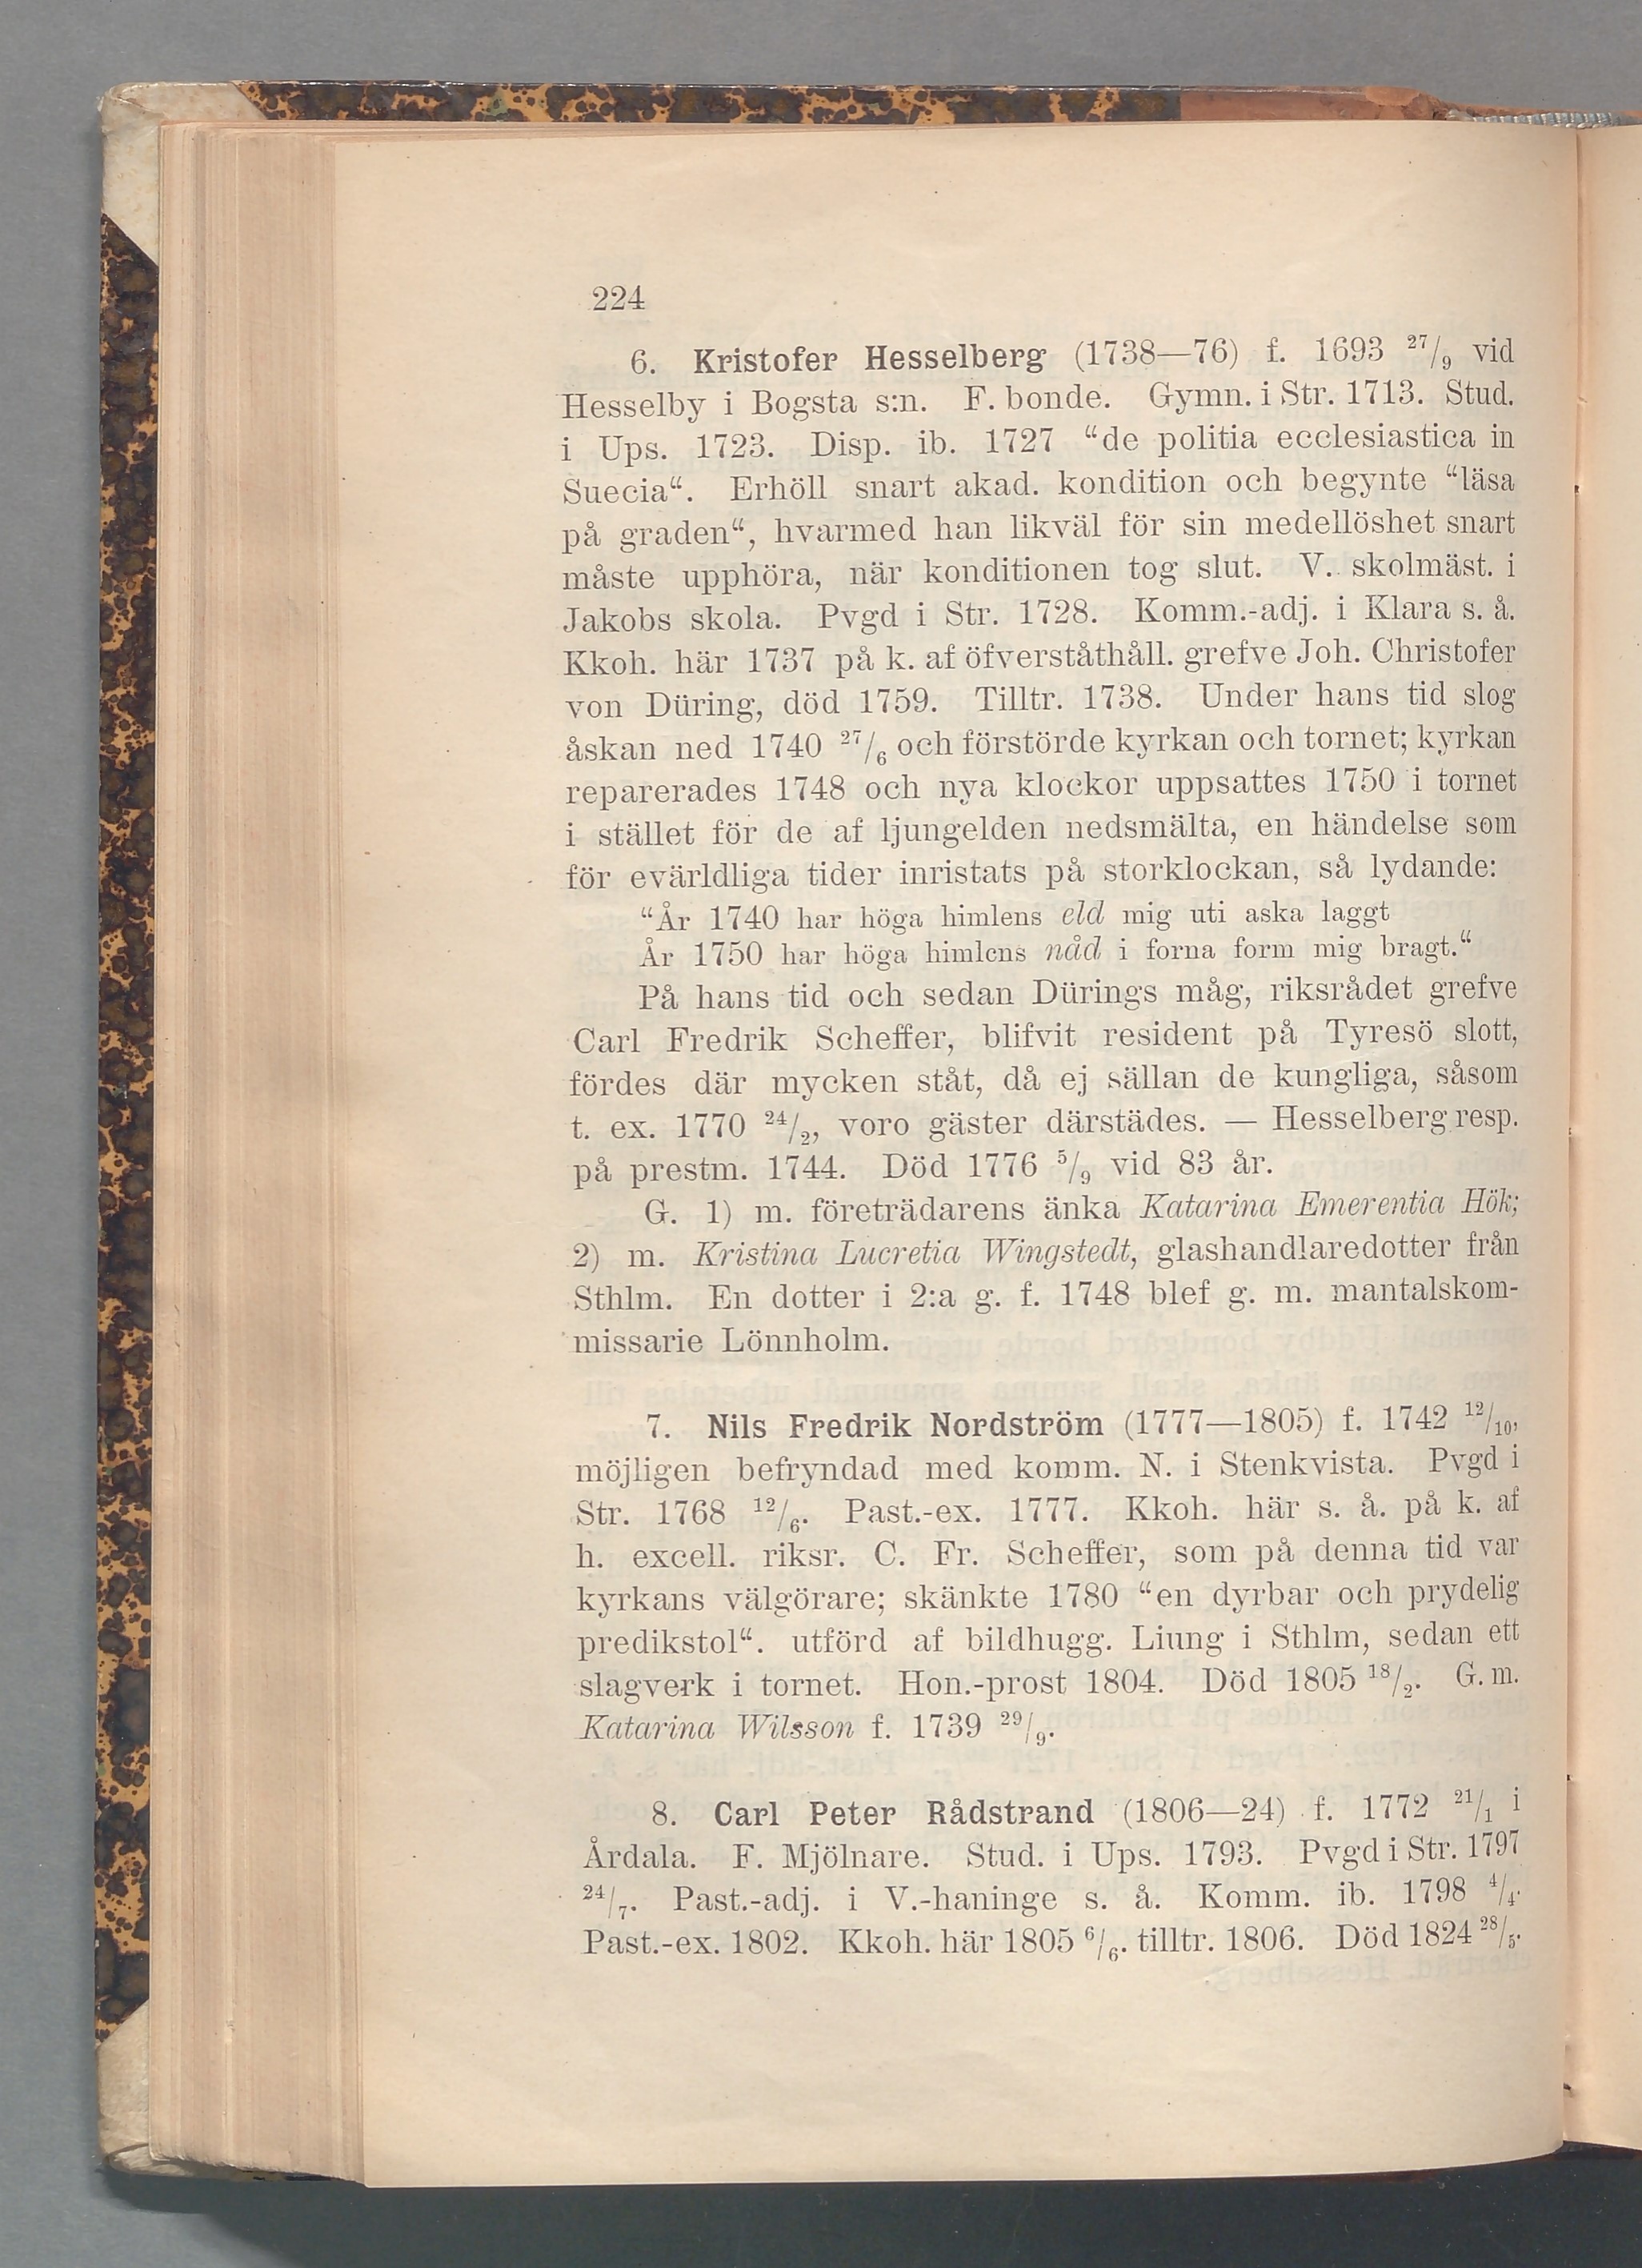 224
6. Kristofer Hesselberg (1738—76) f. 1693 27/9 vid
Hesselby i Bogsta s:n. F. bonde. Gymn. i Str. 1713. Stud.
i Ups. 1723. Disp. ib. 1727 “de politia ecclesiastica in
Suecia“. Erhöll snart akad. kondition och begynte “läsa
på graden“, hvarmed han likväl för sin medellöshet snart
måste upphöra, när konditionen tog slut. V. skolmäst. i
Jakobs skola. Pvgd i Str. 1728. Komm.-adj. i Klara s. å.
Kkoh. här 1737 på k. af öfverståthåll. grefve Joh. Christofer
von Düring, död 1759. Tilltr. 1738. Under hans tid slog
åskan ned 1740 27/6 och förstörde kyrkan och tornet; kyrkan
reparerades 1748 och nya klockor uppsattes 1750 i tornet
i stället för de af ljungelden nedsmälta, en händelse som
för evärldliga tider inristats på storklockan, så lydande:
“År 1740 har höga himlens eld mig uti aska laggt
År 1750 har höga himlens nåd i forna form mig bragt.“
På hans tid och sedan Dürings måg, riksrådet grefve
Carl Fredrik Scheffer, blifvit resident på Tyresö slott,
fördes där mycken ståt, då ej sällan de kungliga, såsom
t. ex. 1770 24/2, voro gäster därstädes. — Hesselberg resp.
på prestm. 1744. Död 1776 5/9 vid 83 år.
G. 1) m. företrädarens änka Katarina Emerentia Hök;
2) m. Kristina Lucretia Wingstedt, glashandlaredotter från
Sthlm. En dotter i 2:a g. f. 1748 blef g. m. mantalskom-
missarie Lönnholm.
7. Nils Fredrik Nordström (1777—1805) f. 1742 12/10,
möjligen befryndad med komm. N. i Stenkvista. Pvgd i
Str. 1768 12/6. Past.-ex. 1777. Kkoh. här s. å. på k. af
h. excell. riksr. C. Fr. Scheffer, som på denna tid var
kyrkans välgörare; skänkte 1780 “en dyrbar och prydelig
predikstol“. utförd af bildhugg. Liung i Sthlm, sedan ett
slagverk i tornet. Hon.-prost 1804. Död 1805 18/2. G. m.
Katarina Wilsson f. 1739 29/9.
8. Carl Peter Rådstrand (1806—24) f. 1772 21/1 i
Årdala. F. Mjölnare. Stud. i Ups. 1793. Pvgd i Str. 1797
24/7. Past.-adj. i V.-haninge s. å. Komm. ib. 1798 4/4.
Past.-ex. 1802. Kkoh. här 1805 6/6. tilltr. 1806. Död 1824 28/5.